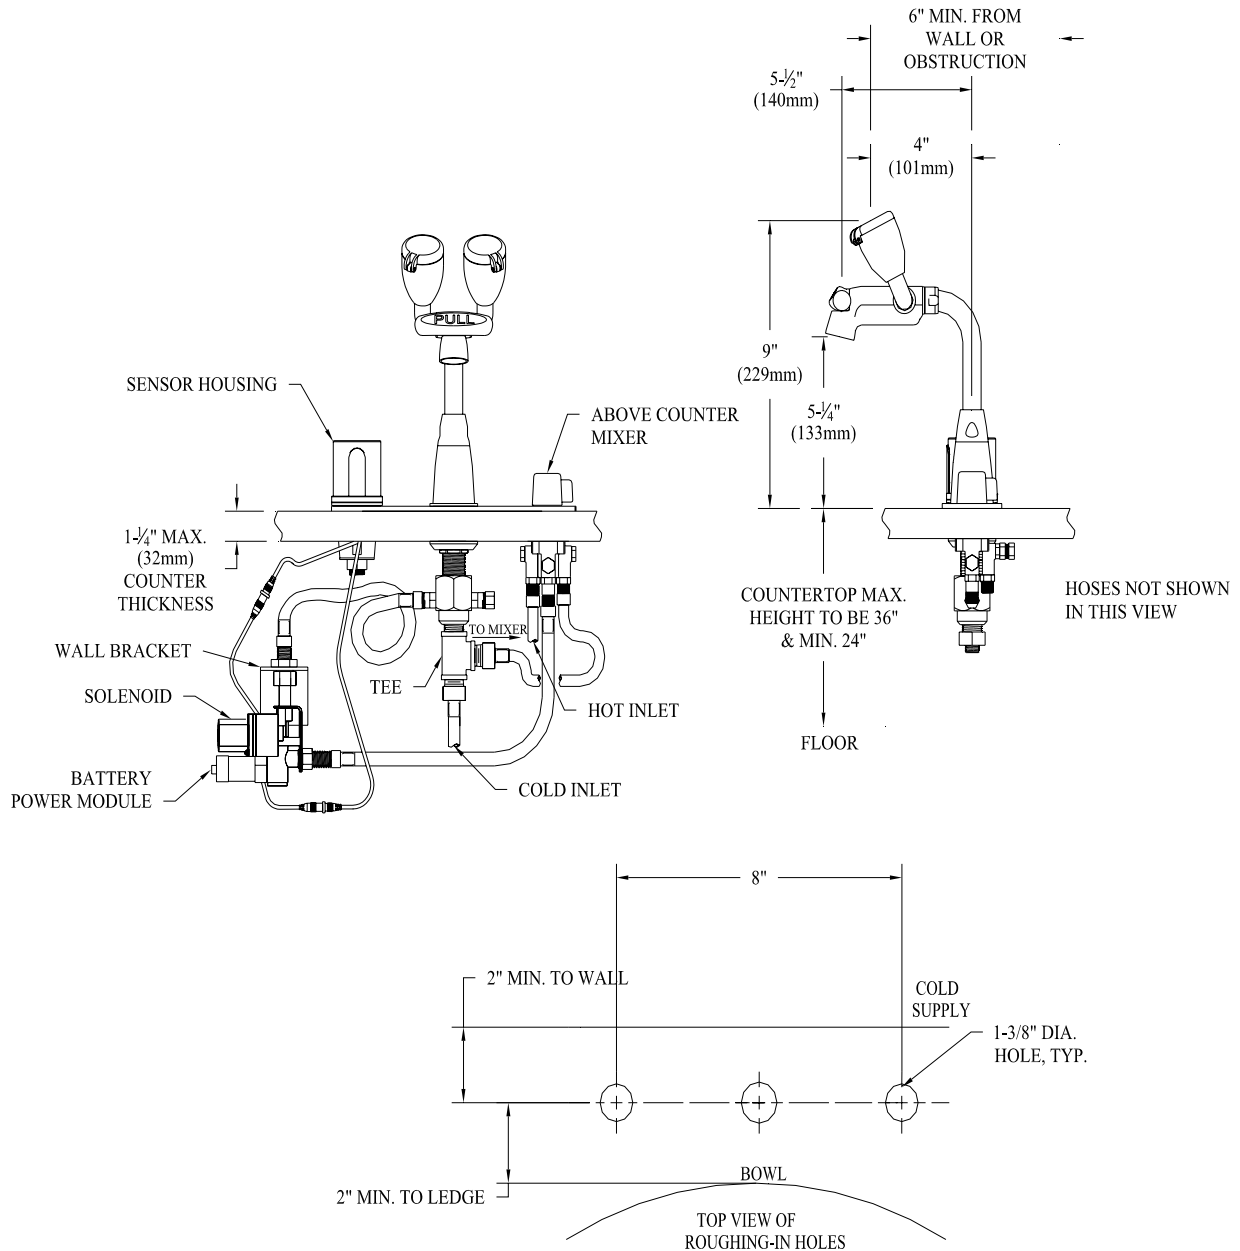 6" MIN. FROM
WALL OR
OBSTRUCTION
5-½"
(140mm)
4"
(101mm)
PULL
9"
(229mm)
5-¼"
(133mm)
SENSOR HOUSING
ABOVE COUNTER
MIXER
1-¼" MAX.
(32mm)
COUNTER
THICKNESS
COUNTERTOP MAX.
HEIGHT TO BE 36"
& MIN. 24"
HOSES NOT SHOWN
IN THIS VIEW
TO MIXER
WALL BRACKET
TEE
SOLENOID
HOT INLET
FLOOR
BATTERY
POWER MODULE
COLD INLET
8"
2" MIN. TO WALL
COLD
SUPPLY
1-3/8" DIA.
HOLE, TYP.
BOWL
2" MIN. TO LEDGE
TOP VIEW OF
ROUGHING-IN HOLES